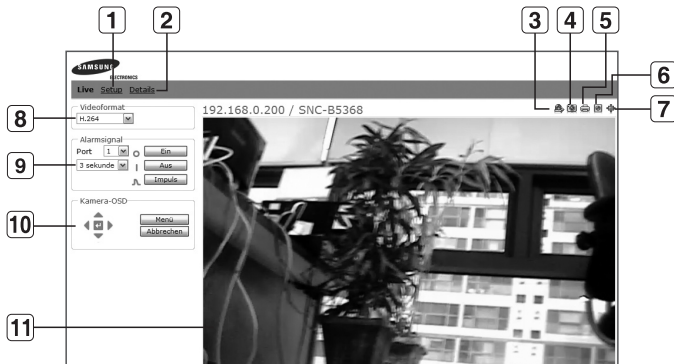 1 2 3 4 5
6
7
SAMSUNG
ELECTRONICS
Live Setup Details
8
Videoformat
H.264
192.168.0.200 / SNC-B5368
9
Alarmsignal
Port 1 Ein
3 sekunde Aus
Impuls
10
Kamera-OSD
Menü
Abbrechen
11